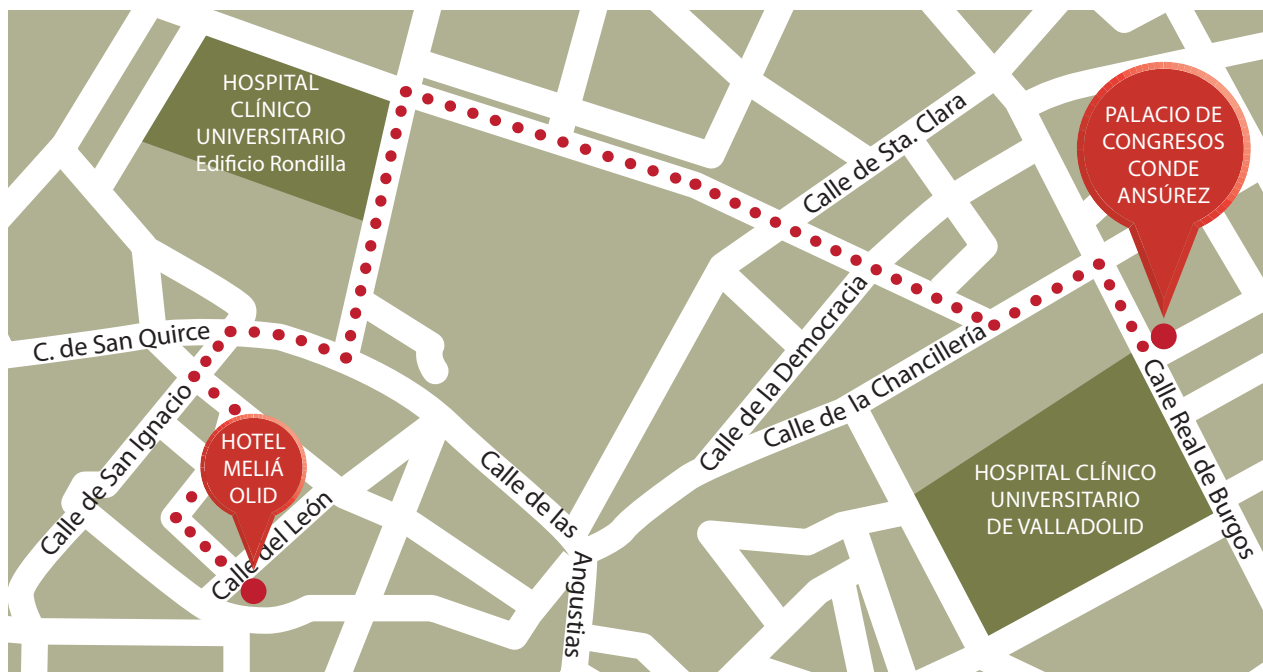 HOSPITAL
CLÍNICO
UNIVERSITARIO
Edificio Rondilla
PALACIO DE
CONGRESOS
CONDE
ANSÚREZ
Calle de Sta. Clara
C. de San Quirce
Calle de la Democracia
Calle de la Chancillería
Calle Real de Burgos
Calle de San Ignacio
HOTEL
MELIÁ
OLID
Calle del León
Calle de las
Angustias
HOSPITAL CLÍNICO
UNIVERSITARIO
DE VALLADOLID